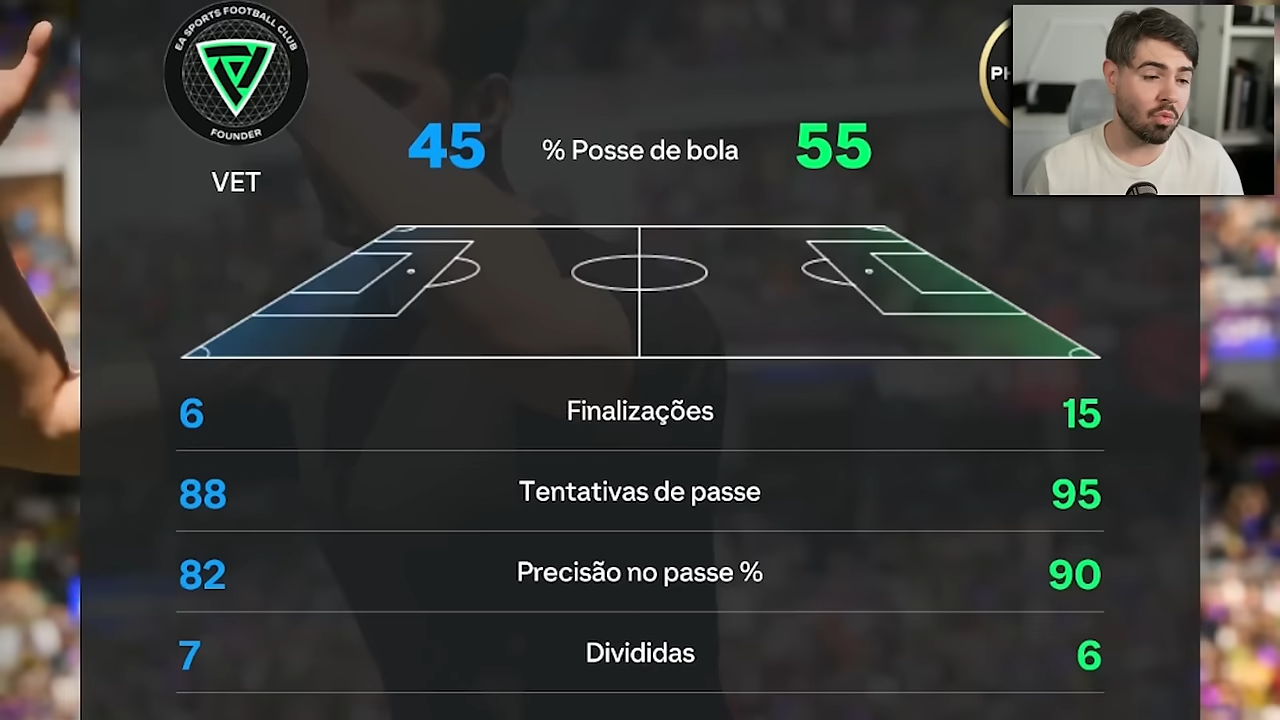 EA SPORTS FOOTBALL CLUB
FOUNDER
VET
45 % Posse de bola 55
6 Finalizações 15
88 Tentativas de passe 95
82 Precisão no passe % 90
7 Divididas 6